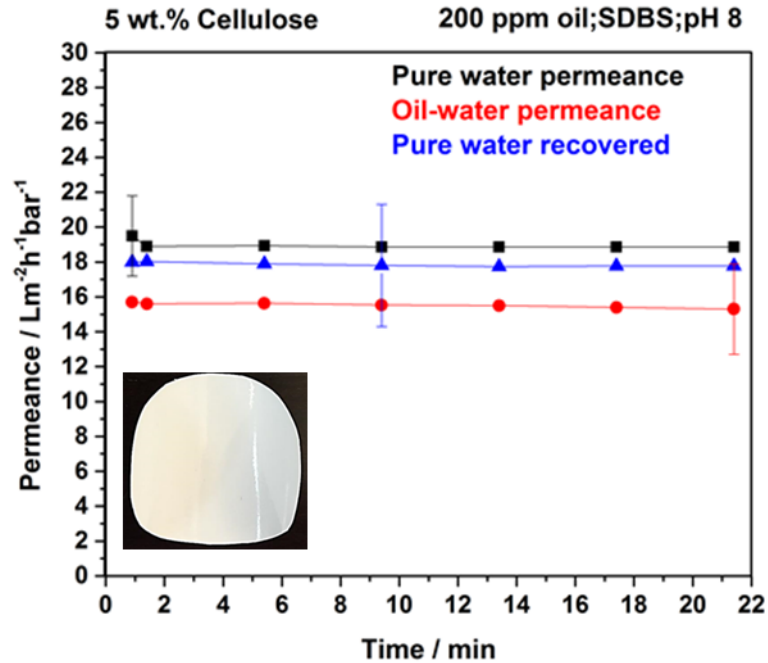 5 wt.% Cellulose
200 ppm oil;SDBS;pH 8
Pure water permeance
Oil-water permeance
Pure water recovered
Permeance / Lm⁻²h⁻¹bar⁻¹
30
28
26
24
22
20
18
16
14
12
10
8
6
4
2
0
0 2 4 6 8 10 12 14 16 18 20 22
Time / min